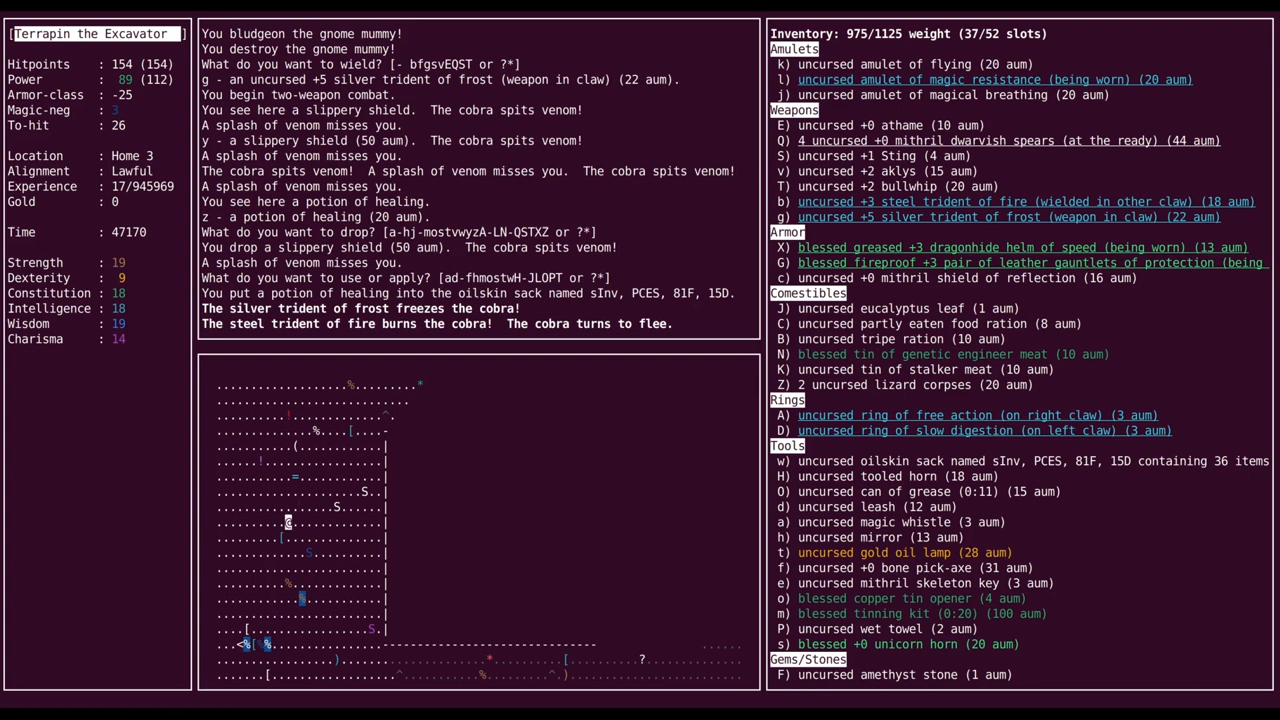 [Terrapin the Excavator ]
Hitpoints : 154 (154)
Power : 89 (112)
Armor-class : -25
Magic-neg : 3
To-hit : 26
Location : Home 3
Alignment : Lawful
Experience : 17/945969
Gold : 0
Time : 47170
Strength : 19
Dexterity : 9
Constitution : 18
Intelligence : 18
Wisdom : 19
Charisma : 14
You bludgeon the gnome mummy!
You destroy the gnome mummy!
What do you want to wield? [- bfgsvEQST or ?*]
g - an uncursed +5 silver trident of frost (weapon in claw) (22 aum).
You begin two-weapon combat.
You see here a slippery shield.  The cobra spits venom!
A splash of venom misses you.
y - a slippery shield (50 aum).  The cobra spits venom!
A splash of venom misses you.
The cobra spits venom!  A splash of venom misses you.  The cobra spits venom!
A splash of venom misses you.
You see here a potion of healing.
z - a potion of healing (20 aum).
What do you want to drop? [a-hj-mostvwyzA-LN-QSTXZ or ?*]
You drop a slippery shield (50 aum).  The cobra spits venom!
A splash of venom misses you.
What do you want to use or apply? [ad-fhmostwH-JLOPT or ?*]
You put a potion of healing into the oilskin sack named sInv, PCES, 81F, 15D.
The silver trident of frost freezes the cobra!
The steel trident of fire burns the cobra!  The cobra turns to flee.
Inventory: 975/1125 weight (37/52 slots)
Amulets
k) uncursed amulet of flying (20 aum)
l) uncursed amulet of magic resistance (being worn) (20 aum)
j) uncursed amulet of magical breathing (20 aum)
Weapons
E) uncursed +0 athame (10 aum)
Q) 4 uncursed +0 mithril dwarvish spears (at the ready) (44 aum)
S) uncursed +1 Sting (4 aum)
v) uncursed +2 aklys (15 aum)
T) uncursed +2 bullwhip (20 aum)
b) uncursed +3 steel trident of fire (wielded in other claw) (18 aum)
g) uncursed +5 silver trident of frost (weapon in claw) (22 aum)
Armor
X) blessed greased +3 dragonhide helm of speed (being worn) (13 aum)
G) blessed fireproof +3 pair of leather gauntlets of protection (being
c) uncursed +0 mithril shield of reflection (16 aum)
Comestibles
J) uncursed eucalyptus leaf (1 aum)
C) uncursed partly eaten food ration (8 aum)
B) uncursed tripe ration (10 aum)
N) blessed tin of genetic engineer meat (10 aum)
K) uncursed tin of stalker meat (10 aum)
Z) 2 uncursed lizard corpses (20 aum)
Rings
A) uncursed ring of free action (on right claw) (3 aum)
D) uncursed ring of slow digestion (on left claw) (3 aum)
Tools
w) uncursed oilskin sack named sInv, PCES, 81F, 15D containing 36 items
H) uncursed tooled horn (18 aum)
O) uncursed can of grease (0:11) (15 aum)
d) uncursed leash (12 aum)
a) uncursed magic whistle (3 aum)
h) uncursed mirror (13 aum)
t) uncursed gold oil lamp (28 aum)
f) uncursed +0 bone pick-axe (31 aum)
e) uncursed mithril skeleton key (3 aum)
o) blessed copper tin opener (4 aum)
m) blessed tinning kit (0:20) (100 aum)
P) uncursed wet towel (2 aum)
s) blessed +0 unicorn horn (20 aum)
Gems/Stones
F) uncursed amethyst stone (1 aum)